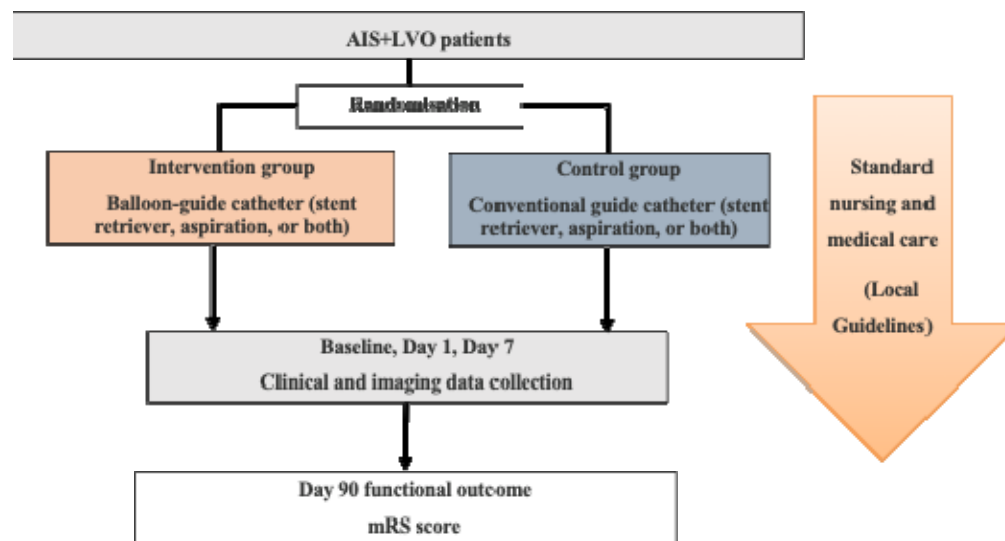 AIS+LVO patients
Randomisation
Intervention group
Balloon-guide catheter (stent
retriever, aspiration, or both)
Control group
Conventional guide catheter (stent
retriever, aspiration, or both)
Baseline, Day 1, Day 7
Clinical and imaging data collection
Day 90 functional outcome
mRS score
Standard
nursing and
medical care
(Local
Guidelines)